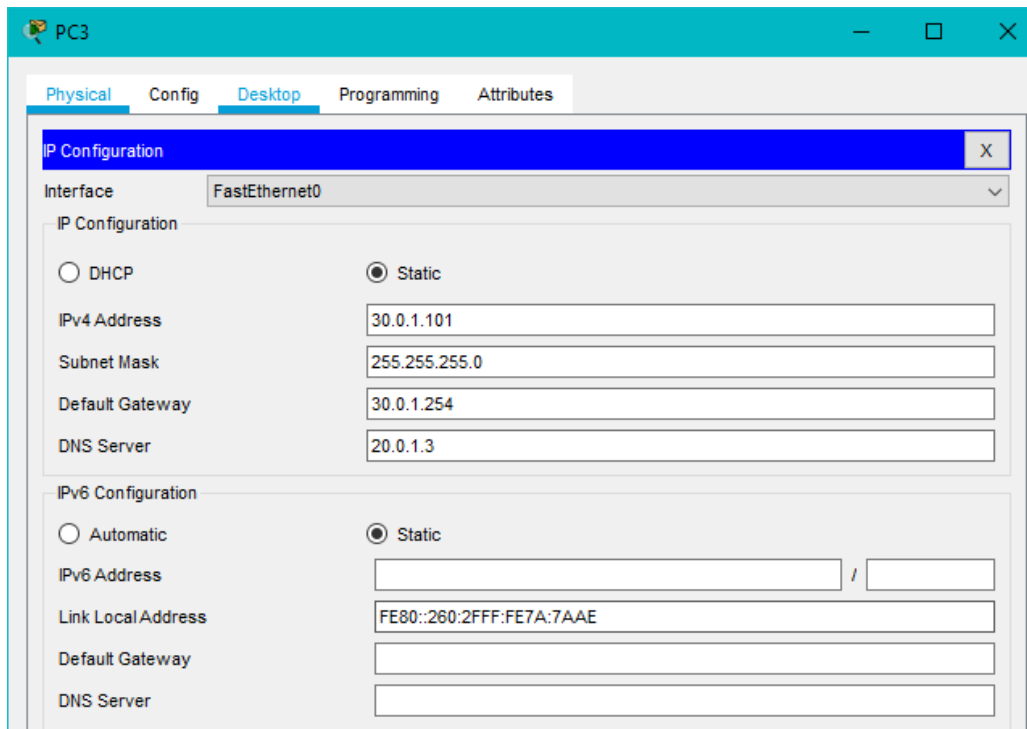 PC3
Physical Config Desktop Programming Attributes
IP Configuration X
Interface FastEthernet0
IP Configuration
DHCP Static
IPv4 Address 30.0.1.101
Subnet Mask 255.255.255.0
Default Gateway 30.0.1.254
DNS Server 20.0.1.3
IPv6 Configuration
Automatic Static
IPv6 Address /
Link Local Address FE80::260:2FFF:FE7A:7AAE
Default Gateway
DNS Server